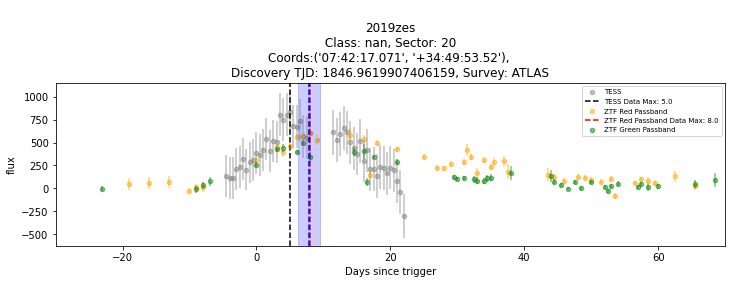 2019zes
Class: nan, Sector: 20
Coords:('07:42:17.071', '+34:49:53.52'),
Discovery TJD: 1846.9619907406159, Survey: ATLAS
flux
1000
750
500
250
0
−250
−500
TESS
TESS Data Max: 5.0
ZTF Red Passband
ZTF Red Passband Data Max: 8.0
ZTF Green Passband
−20
0
20
40
60
Days since trigger